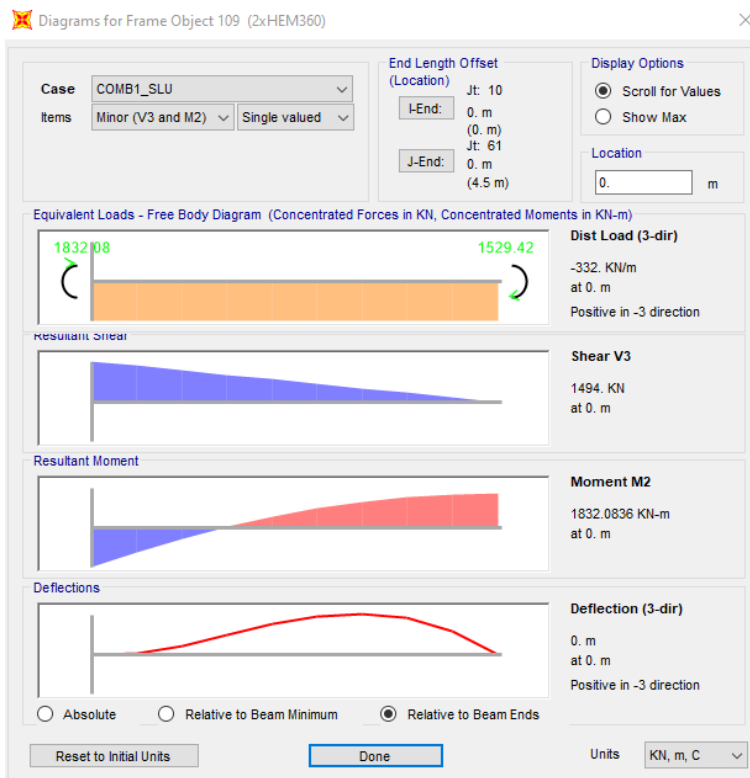 Diagrams for Frame Object 109 (2xHEM360)
Case COMB1_SLU
Items Minor (V3 and M2) Single valued
End Length Offset
(Location)
Jt: 10
I-End: 0. m
(0. m)
Jt: 61
J-End: 0. m
(4.5 m)
Display Options
Scroll for Values
Show Max
Location
0. m
Equivalent Loads - Free Body Diagram (Concentrated Forces in KN, Concentrated Moments in KN-m)
1832.08 1529.42
Dist Load (3-dir)
-332. KN/m
at 0. m
Positive in -3 direction
Resultant Shear
Shear V3
1494. KN
at 0. m
Resultant Moment
Moment M2
1832.0836 KN-m
at 0. m
Deflections
Deflection (3-dir)
0. m
at 0. m
Positive in -3 direction
Absolute Relative to Beam Minimum Relative to Beam Ends
Reset to Initial Units Done Units KN, m, C